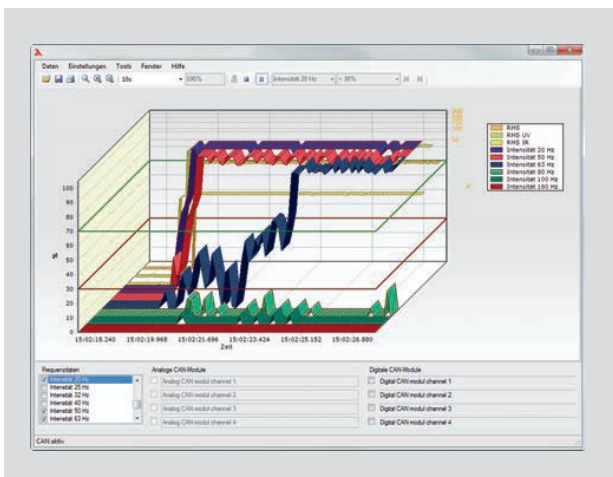 Daten Einstellungen Tools Fenster Hilfe
10s 100% Intensität 20 Hz < 30%
RMS
RMS UV
RMS IR
Intensität 20 Hz
Intensität 50 Hz
Intensität 63 Hz
Intensität 80 Hz
Intensität 100 Hz
Intensität 160 Hz
100
90
80
70
60
50
40
30
20
10
0
%
15:02:18.240 15:02:19.968 15:02:21.696 15:02:23.424 15:02:25.152 15:02:26.880
Zeit
Frequenzdaten Analoge CAN-Module Digitale CAN-Module
Intensität 20 Hz
Intensität 25 Hz
Intensität 32 Hz
Intensität 40 Hz
Intensität 50 Hz
Intensität 63 Hz
Analog CAN modul channel 1
Analog CAN modul channel 2
Analog CAN modul channel 3
Analog CAN modul channel 4
Digital CAN modul channel 1
Digital CAN modul channel 2
Digital CAN modul channel 3
Digital CAN modul channel 4
CAN aktiv